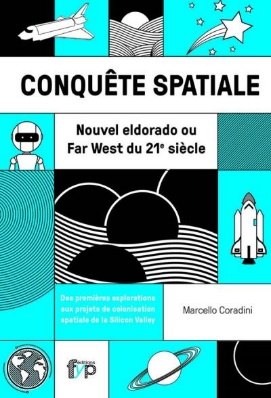 CONQUÊTE SPATIALE
Nouvel eldorado ou
Far West du 21e siècle
Des premières explorations
aux projets de colonisation
spatiale de la Silicon Valley
Marcello Coradini
éditions
fyp